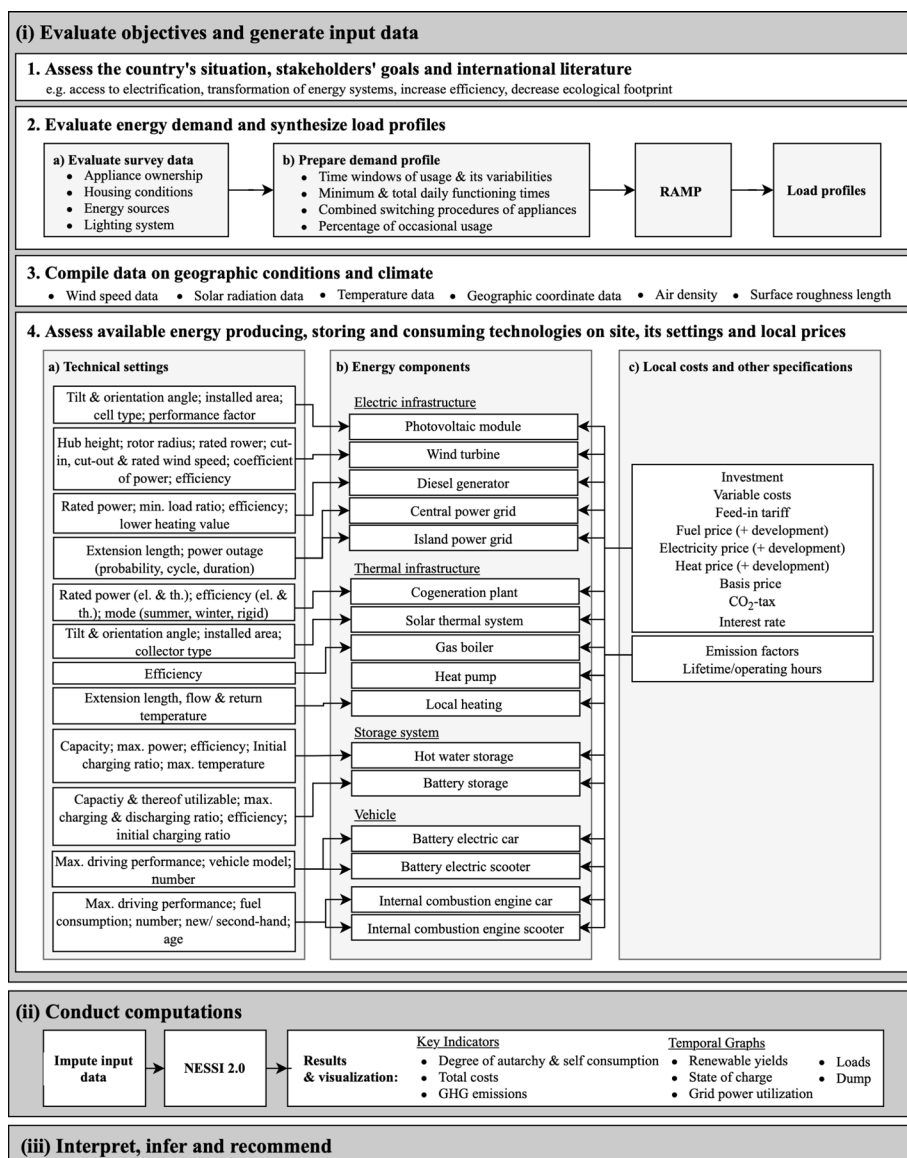 (i) Evaluate objectives and generate input data
1. Assess the country's situation, stakeholders' goals and international literature
e.g. access to electrification, transformation of energy systems, increase efficiency, decrease ecological footprint
2. Evaluate energy demand and synthesize load profiles
a) Evaluate survey data
• Appliance ownership
• Housing conditions
• Energy sources
• Lighting system
b) Prepare demand profile
• Time windows of usage & its variabilities
• Minimum & total daily functioning times
• Combined switching procedures of appliances
• Percentage of occasional usage
RAMP
Load profiles
3. Compile data on geographic conditions and climate
• Wind speed data • Solar radiation data • Temperature data • Geographic coordinate data • Air density • Surface roughness length
4. Assess available energy producing, storing and consuming technologies on site, its settings and local prices
a) Technical settings
Tilt & orientation angle; installed area;
cell type; performance factor
Hub height; rotor radius; rated rower; cut-
in, cut-out & rated wind speed; coefficient
of power; efficiency
Rated power; min. load ratio; efficiency;
lower heating value
Extension length; power outage
(probability, cycle, duration)
Rated power (el. & th.); efficiency (el. &
th.); mode (summer, winter, rigid)
Tilt & orientation angle; installed area;
collector type
Efficiency
Extension length, flow & return
temperature
Capacity; max. power; efficiency; Initial
charging ratio; max. temperature
Capactiy & thereof utilizable; max.
charging & discharging ratio; efficiency;
initial charging ratio
Max. driving performance; vehicle model;
number
Max. driving performance; fuel
consumption; number; new/ second-hand;
age
b) Energy components
Electric infrastructure
Photovoltaic module
Wind turbine
Diesel generator
Central power grid
Island power grid
Thermal infrastructure
Cogeneration plant
Solar thermal system
Gas boiler
Heat pump
Local heating
Storage system
Hot water storage
Battery storage
Vehicle
Battery electric car
Battery electric scooter
Internal combustion engine car
Internal combustion engine scooter
c) Local costs and other specifications
Investment
Variable costs
Feed-in tariff
Fuel price (+ development)
Electricity price (+ development)
Heat price (+ development)
Basis price
CO₂-tax
Interest rate
Emission factors
Lifetime/operating hours
(ii) Conduct computations
Impute input
data
NESSI 2.0
Results
& visualization:
Key Indicators
• Degree of autarchy & self consumption
• Total costs
• GHG emissions
Temporal Graphs
• Renewable yields
• State of charge
• Grid power utilization
• Loads
• Dump
(iii) Interpret, infer and recommend